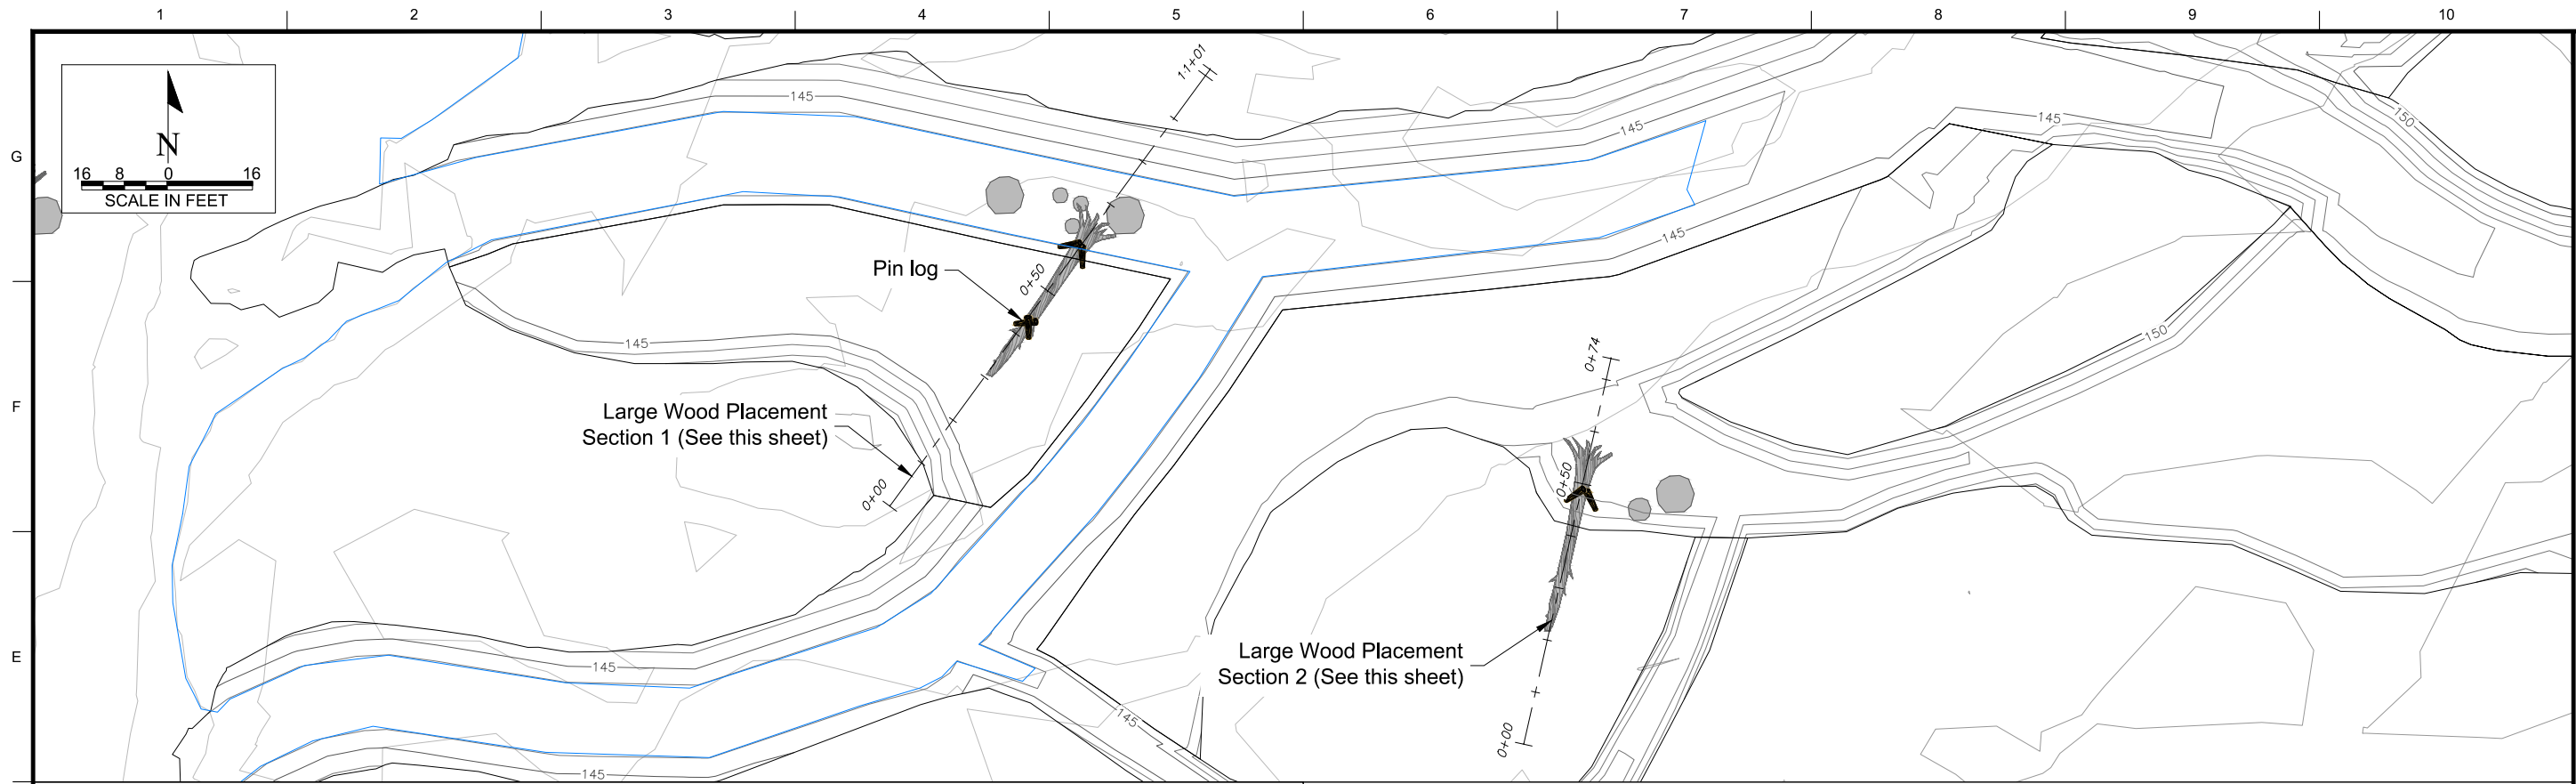 1 2 3 4 5 6 7 8 9 10
G
F
E
N
16 8 0 16
SCALE IN FEET
145
1+01
145
145
145
150
Pin log
0+50
145
145
150
0+74
Large Wood Placement
Section 1 (See this sheet)
0+00
0+50
Large Wood Placement
Section 2 (See this sheet)
145
145
0+00
145